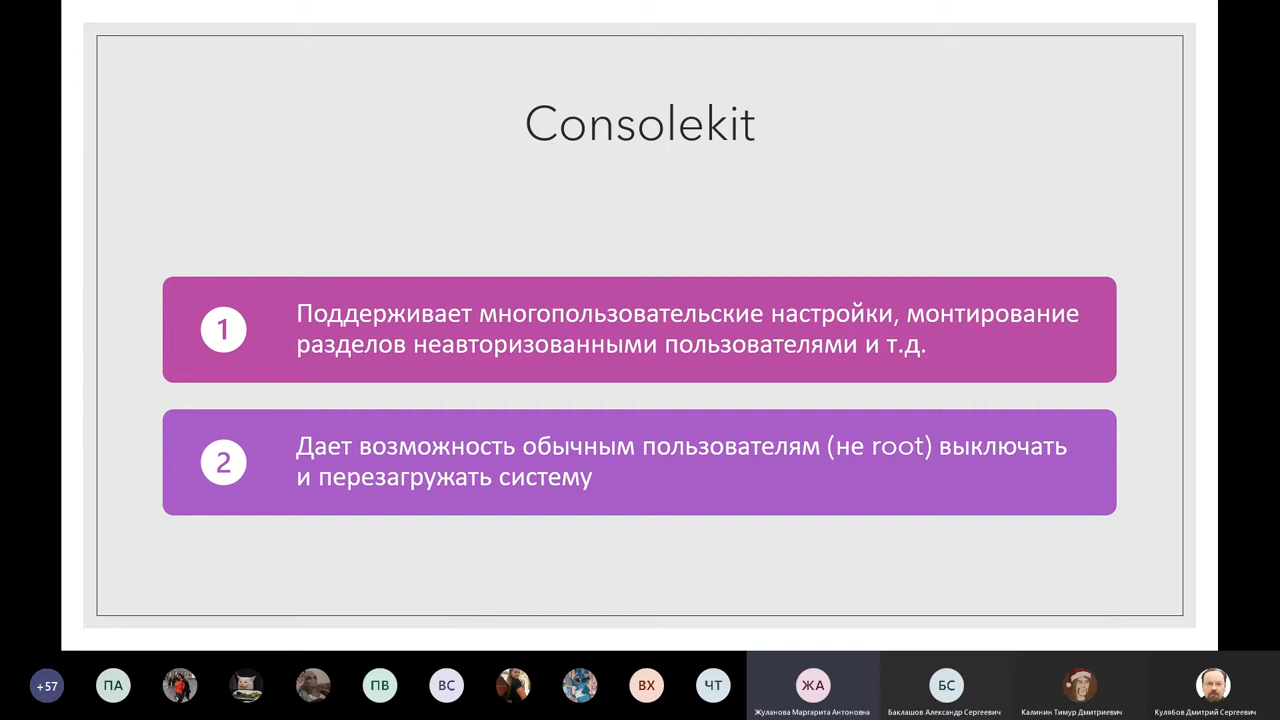 Consolekit
1
Поддерживает многопользовательские настройки, монтирование
разделов неавторизованными пользователями и т.д.
2
Дает возможность обычным пользователям (не root) выключать
и перезагружать систему
+57
ПА
ПВ
ВС
ВХ
ЧТ
ЖА
БС
Жуланова Маргарита Антоновна
Баклашов Александр Сергеевич
Калинин Тимур Дмитриевич
Кулябов Дмитрий Сергеевич